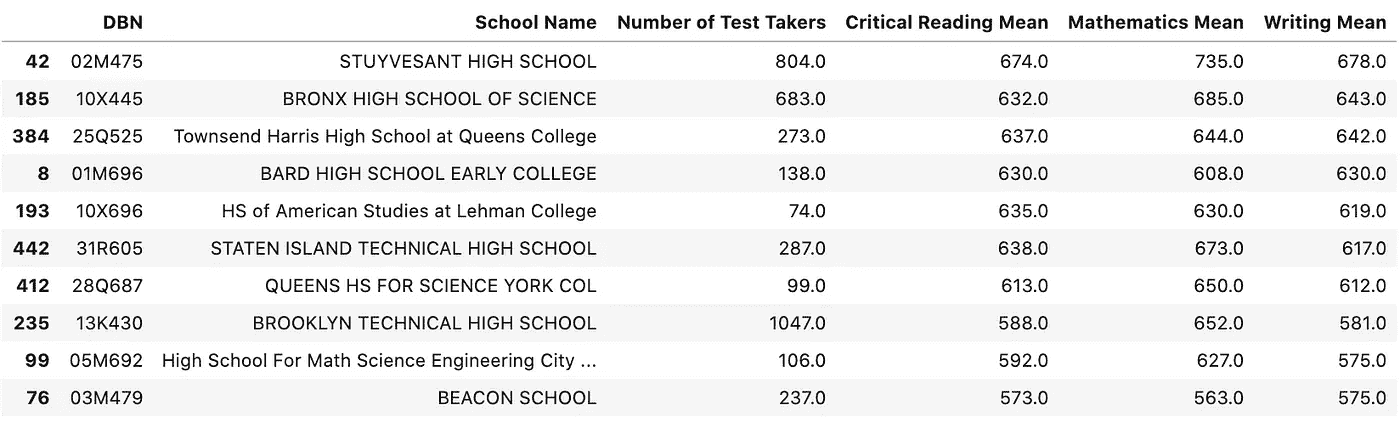 DBN School Name Number of Test Takers Critical Reading Mean Mathematics Mean Writing Mean
42 02M475 STUYVESANT HIGH SCHOOL 804.0 674.0 735.0 678.0
185 10X445 BRONX HIGH SCHOOL OF SCIENCE 683.0 632.0 685.0 643.0
384 25Q525 Townsend Harris High School at Queens College 273.0 637.0 644.0 642.0
8 01M696 BARD HIGH SCHOOL EARLY COLLEGE 138.0 630.0 608.0 630.0
193 10X696 HS of American Studies at Lehman College 74.0 635.0 630.0 619.0
442 31R605 STATEN ISLAND TECHNICAL HIGH SCHOOL 287.0 638.0 673.0 617.0
412 28Q687 QUEENS HS FOR SCIENCE YORK COL 99.0 613.0 650.0 612.0
235 13K430 BROOKLYN TECHNICAL HIGH SCHOOL 1047.0 588.0 652.0 581.0
99 05M692 High School For Math Science Engineering City ... 106.0 592.0 627.0 575.0
76 03M479 BEACON SCHOOL 237.0 573.0 563.0 575.0